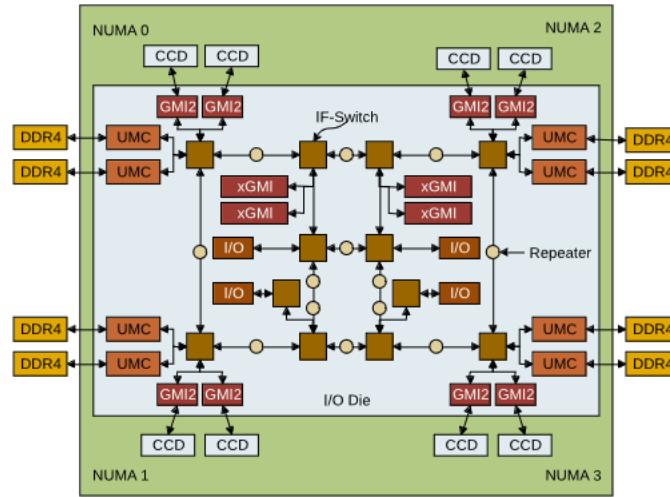 NUMA 0
NUMA 2
CCD CCD
CCD CCD
GMI2 GMI2
GMI2 GMI2
IF-Switch
DDR4 UMC
UMC DDR4
DDR4 UMC
UMC DDR4
xGMI
xGMI
xGMI
xGMI
I/O
I/O
Repeater
I/O
I/O
DDR4 UMC
UMC DDR4
DDR4 UMC
UMC DDR4
GMI2 GMI2
I/O Die
GMI2 GMI2
CCD CCD
CCD CCD
NUMA 1
NUMA 3